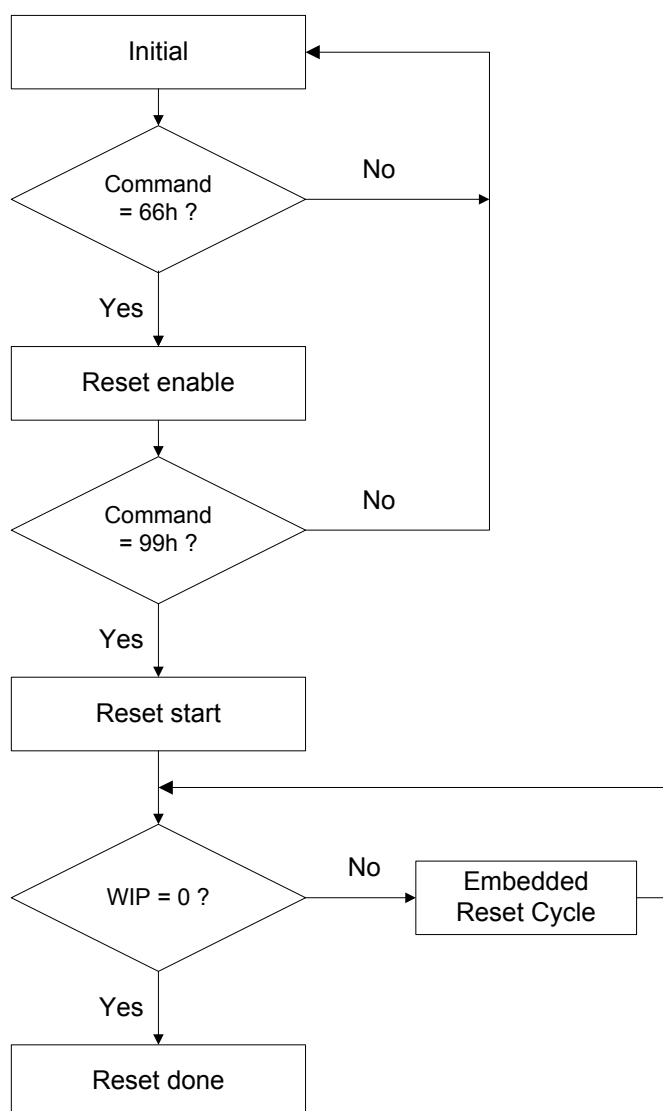 Initial
Command
= 66h ?
No
Yes
Reset enable
Command
= 99h ?
No
Yes
Reset start
WIP = 0 ?
No
Embedded
Reset Cycle
Yes
Reset done